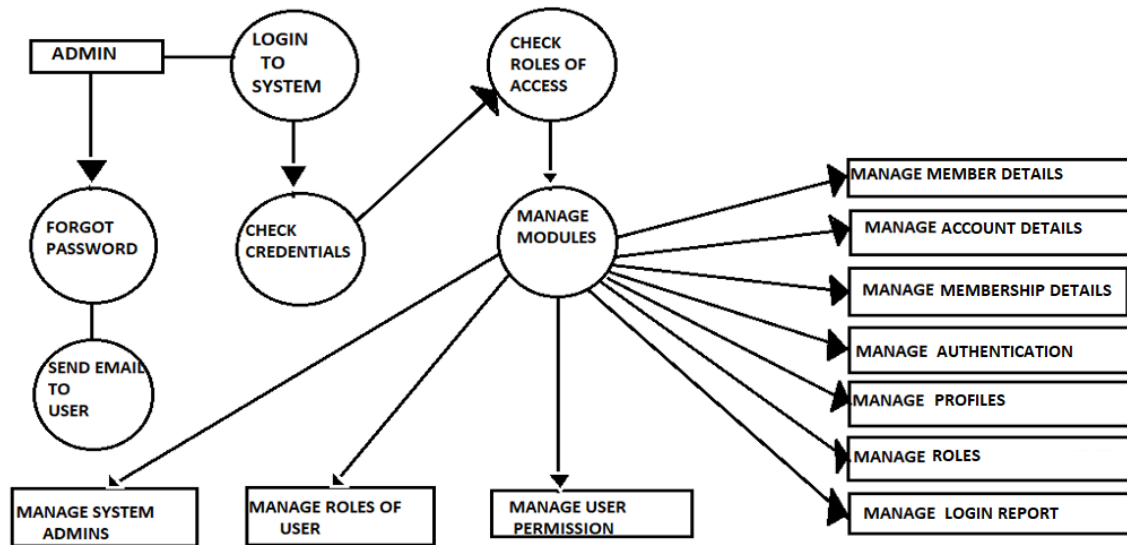 ADMIN
LOGIN
TO
SYSTEM
CHECK
ROLES OF
ACCESS
FORGOT
PASSWORD
CHECK
CREDENTIALS
MANAGE
MODULES
SEND EMAIL
TO
USER
MANAGE MEMBER DETAILS
MANAGE ACCOUNT DETAILS
MANAGE MEMBERSHIP DETAILS
MANAGE AUTHENTICATION
MANAGE PROFILES
MANAGE ROLES
MANAGE LOGIN REPORT
MANAGE SYSTEM
ADMINS
MANAGE ROLES OF
USER
MANAGE USER
PERMISSION